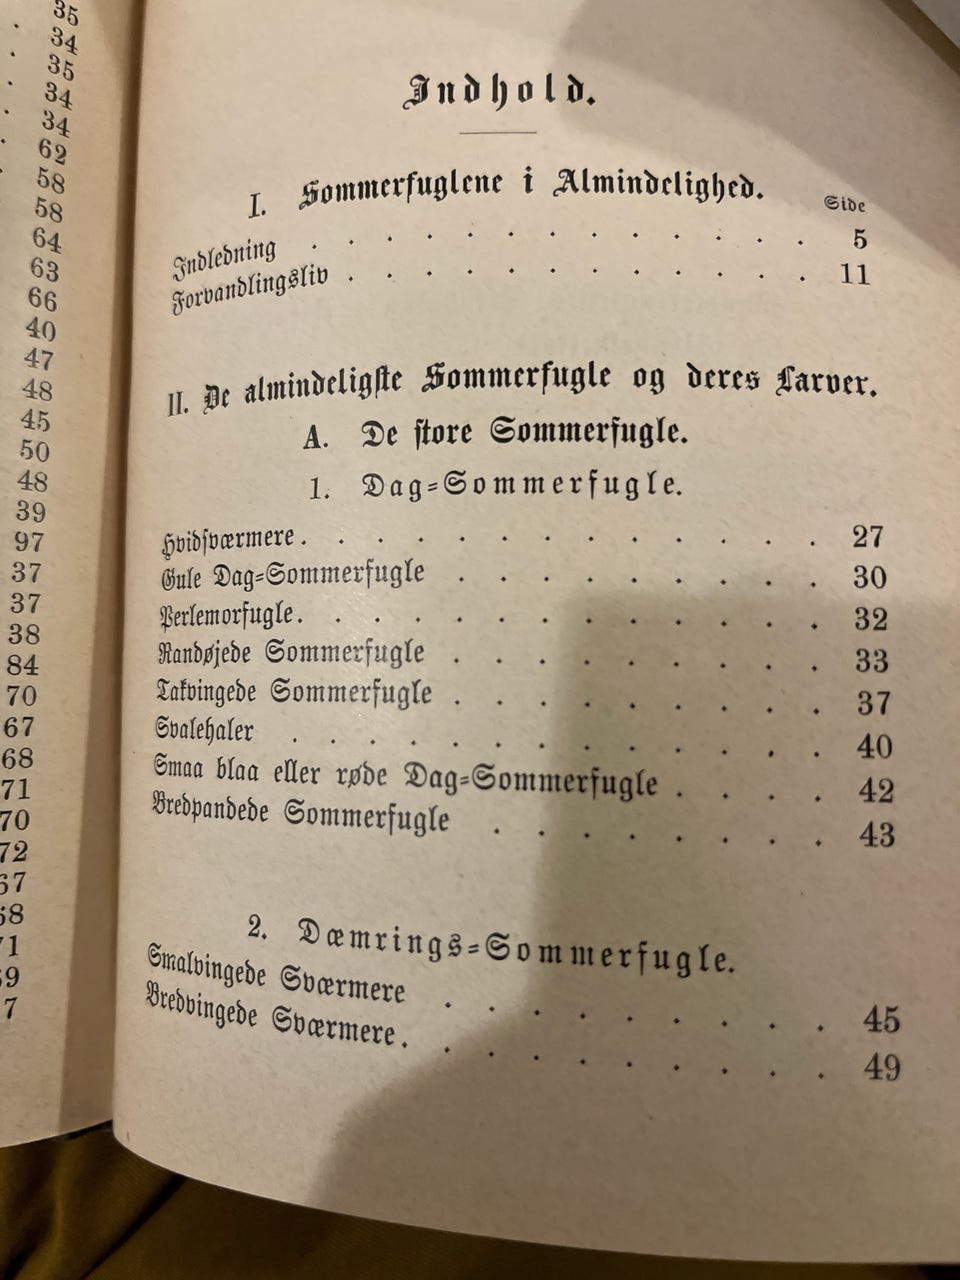 35
34
35
34
34
62
58
58
64
63
66
40
47
48
45
50
48
39
97
37
37
38
84
70
67
68
71
70
72
67
68
71
7
Indhold.
I. Sommerfuglene i Almindelighed.
Side
Indledning . . . . . . . . . . . . . 5
Forvandlingsliv . . . . . . . . . . . . 11
II. De almindeligste Sommerfugle og deres Larver.
A. De store Sommerfugle.
1. Dag-Sommerfugle.
Hvidsværmere . . . . . . . . . . . . . 27
Gule Dag-Sommerfugle . . . . . . . . . 30
Perlemorfugle . . . . . . . . . . . . . 32
Randøjede Sommerfugle . . . . . . . . . 33
Takvingede Sommerfugle . . . . . . . . . 37
Svalehaler . . . . . . . . . . . . . 40
Smaa blaa eller røde Dag-Sommerfugle . . . . 42
Bredpandede Sommerfugle . . . . . . . . 43
2. Dæmrings-Sommerfugle.
Smalvingede Sværmere . . . . . . . . . 45
Bredvingede Sværmere . . . . . . . . . . 49